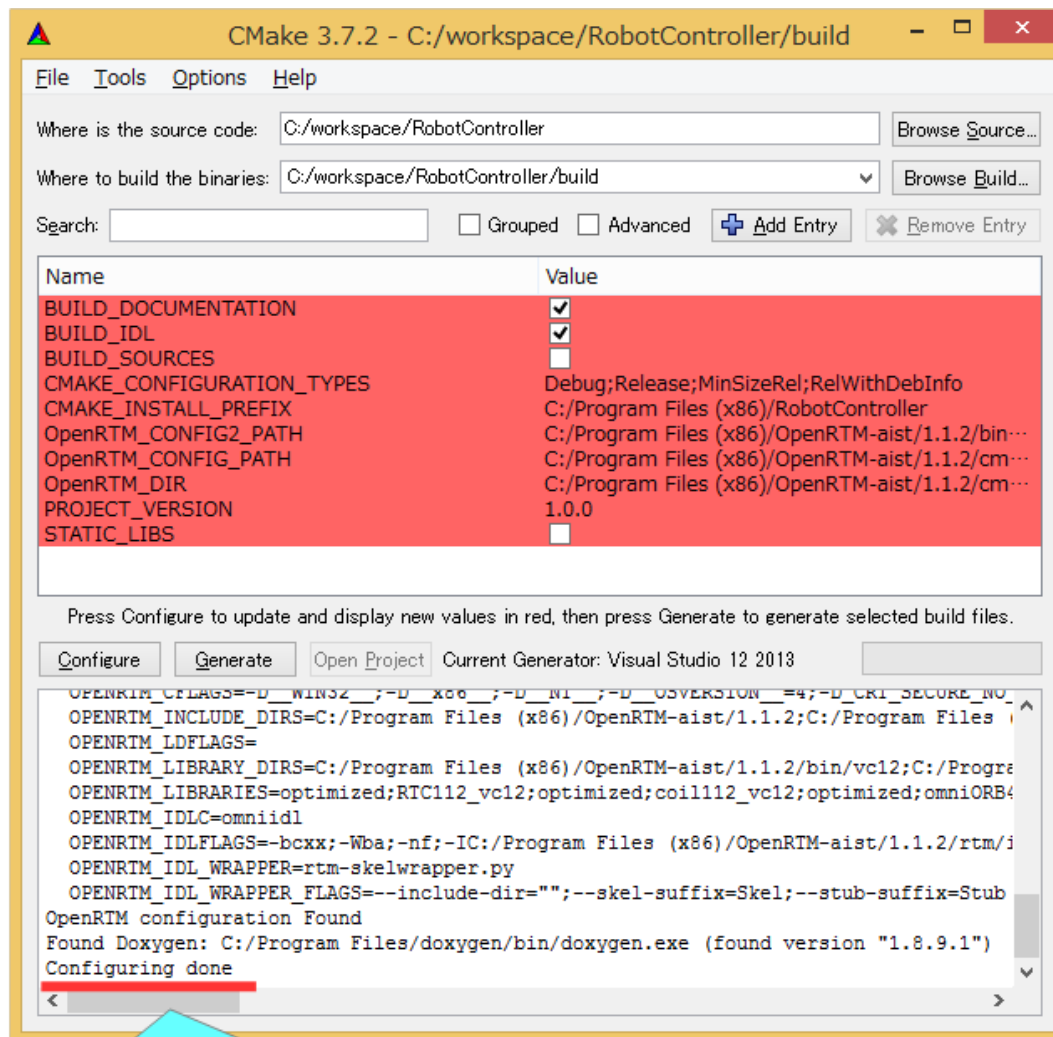 CMake 3.7.2 - C:/workspace/RobotController/build
File Tools Options Help
Where is the source code: C:/workspace/RobotController Browse Source...
Where to build the binaries: C:/workspace/RobotController/build Browse Build...
Search: Grouped Advanced Add Entry Remove Entry
Name Value
BUILD_DOCUMENTATION
BUILD_IDL
BUILD_SOURCES
CMAKE_CONFIGURATION_TYPES Debug;Release;MinSizeRel;RelWithDebInfo
CMAKE_INSTALL_PREFIX C:/Program Files (x86)/RobotController
OpenRTM_CONFIG2_PATH C:/Program Files (x86)/OpenRTM-aist/1.1.2/bin…
OpenRTM_CONFIG_PATH C:/Program Files (x86)/OpenRTM-aist/1.1.2/cm…
OpenRTM_DIR C:/Program Files (x86)/OpenRTM-aist/1.1.2/cm…
PROJECT_VERSION 1.0.0
STATIC_LIBS
Press Configure to update and display new values in red, then press Generate to generate selected build files.
Configure Generate Open Project Current Generator: Visual Studio 12 2013
OPENRTM_CFLAGS=-D__WIN32__;-D__x86__;-D__NT__;-D__OSVERSION__=4;-D_CRT_SECURE_NO_
OPENRTM_INCLUDE_DIRS=C:/Program Files (x86)/OpenRTM-aist/1.1.2;C:/Program Files (
OPENRTM_LDFLAGS=
OPENRTM_LIBRARY_DIRS=C:/Program Files (x86)/OpenRTM-aist/1.1.2/bin/vc12;C:/Progra
OPENRTM_LIBRARIES=optimized;RTC112_vc12;optimized;coil112_vc12;optimized;omniORB4
OPENRTM_IDLC=omniidl
OPENRTM_IDLFLAGS=-bcxx;-Wba;-nf;-IC:/Program Files (x86)/OpenRTM-aist/1.1.2/rtm/i
OPENRTM_IDL_WRAPPER=rtm-skelwrapper.py
OPENRTM_IDL_WRAPPER_FLAGS=--include-dir="";--skel-suffix=Skel;--stub-suffix=Stub
OpenRTM configuration Found
Found Doxygen: C:/Program Files/doxygen/bin/doxygen.exe (found version "1.8.9.1")
Configuring done